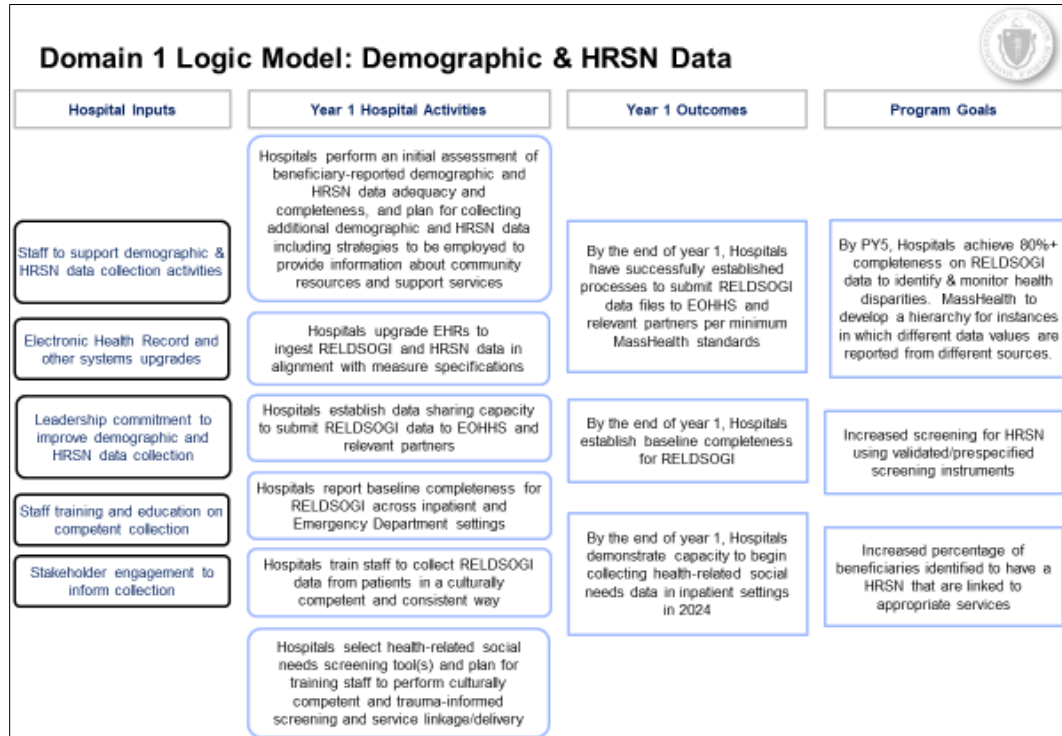 Domain 1 Logic Model: Demographic & HRSN Data
Hospital Inputs
Staff to support demographic &
HRSN data collection activities
Electronic Health Record and
other systems upgrades
Leadership commitment to
improve demographic and
HRSN data collection
Staff training and education on
competent collection
Stakeholder engagement to
inform collection
Year 1 Hospital Activities
Hospitals perform an initial assessment of
beneficiary-reported demographic and
HRSN data adequacy and
completeness, and plan for collecting
additional demographic and HRSN data
including strategies to be employed to
provide information about community
resources and support services
Hospitals upgrade EHRs to
ingest RELDSOGI and HRSN data in
alignment with measure specifications
Hospitals establish data sharing capacity
to submit RELDSOGI data to EOHHS and
relevant partners
Hospitals report baseline completeness for
RELDSOGI across inpatient and
Emergency Department settings
Hospitals train staff to collect RELDSOGI
data from patients in a culturally
competent and consistent way
Hospitals select health-related social
needs screening tool(s) and plan for
training staff to perform culturally
competent and trauma-informed
screening and service linkage/delivery
Year 1 Outcomes
By the end of year 1, Hospitals
have successfully established
processes to submit RELDSOGI
data files to EOHHS and
relevant partners per minimum
MassHealth standards
By the end of year 1, Hospitals
establish baseline completeness
for RELDSOGI
By the end of year 1, Hospitals
demonstrate capacity to begin
collecting health-related social
needs data in inpatient settings
in 2024
Program Goals
By PY5, Hospitals achieve 80%+
completeness on RELDSOGI
data to identify & monitor health
disparities. MassHealth to
develop a hierarchy for instances
in which different data values are
reported from different sources.
Increased screening for HRSN
using validated/prespecified
screening instruments
Increased percentage of
beneficiaries identified to have a
HRSN that are linked to
appropriate services